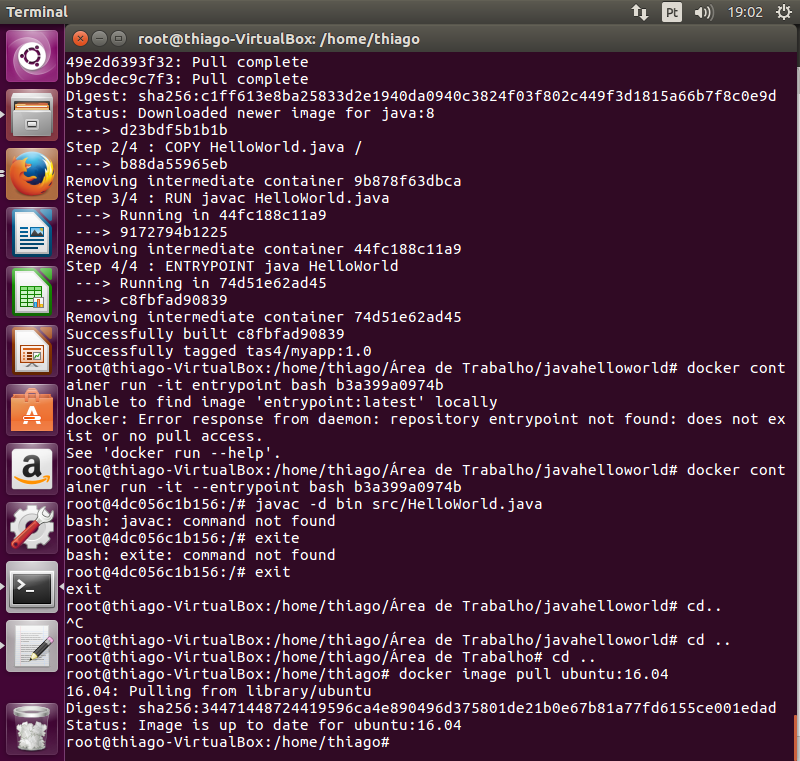 Terminal
Pt
19:02
root@thiago-VirtualBox: /home/thiago
49e2d6393f32: Pull complete
bb9cdec9c7f3: Pull complete
Digest: sha256:c1ff613e8ba25833d2e1940da0940c3824f03f802c449f3d1815a66b7f8c0e9d
Status: Downloaded newer image for java:8
 ---> d23bdf5b1b1b
Step 2/4 : COPY HelloWorld.java /
 ---> b88da55965eb
Removing intermediate container 9b878f63dbca
Step 3/4 : RUN javac HelloWorld.java
 ---> Running in 44fc188c11a9
 ---> 9172794b1225
Removing intermediate container 44fc188c11a9
Step 4/4 : ENTRYPOINT java HelloWorld
 ---> Running in 74d51e62ad45
 ---> c8fbfad90839
Removing intermediate container 74d51e62ad45
Successfully built c8fbfad90839
Successfully tagged tas4/myapp:1.0
root@thiago-VirtualBox:/home/thiago/Área de Trabalho/javahelloworld# docker cont
ainer run -it entrypoint bash b3a399a0974b
Unable to find image 'entrypoint:latest' locally
docker: Error response from daemon: repository entrypoint not found: does not ex
ist or no pull access.
See 'docker run --help'.
root@thiago-VirtualBox:/home/thiago/Área de Trabalho/javahelloworld# docker cont
ainer run -it --entrypoint bash b3a399a0974b
root@4dc056c1b156:/# javac -d bin src/HelloWorld.java
bash: javac: command not found
root@4dc056c1b156:/# exite
bash: exite: command not found
root@4dc056c1b156:/# exit
exit
root@thiago-VirtualBox:/home/thiago/Área de Trabalho/javahelloworld# cd..
^C
root@thiago-VirtualBox:/home/thiago/Área de Trabalho/javahelloworld# cd ..
root@thiago-VirtualBox:/home/thiago/Área de Trabalho# cd ..
root@thiago-VirtualBox:/home/thiago# docker image pull ubuntu:16.04
16.04: Pulling from library/ubuntu
Digest: sha256:34471448724419596ca4e890496d375801de21b0e67b81a77fd6155ce001edad
Status: Image is up to date for ubuntu:16.04
root@thiago-VirtualBox:/home/thiago#